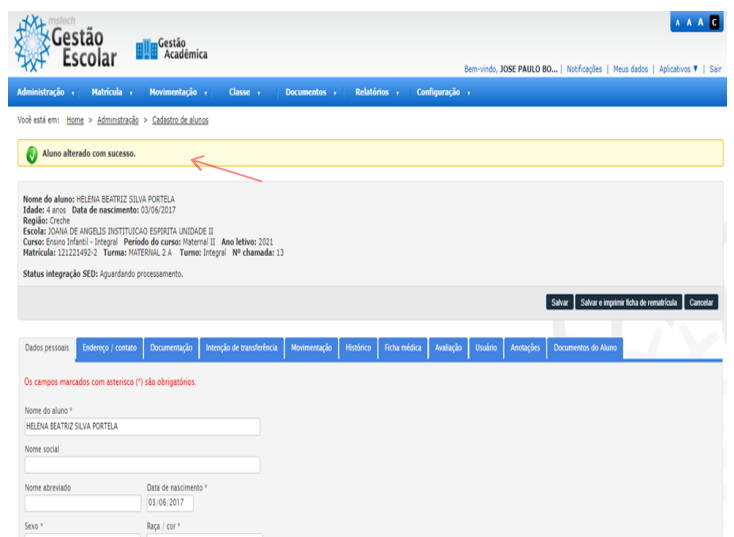 mstech
Gestão
Escolar
Gestão
Acadêmica
A A A C
Bem-vindo, JOSE PAULO BO... | Notificações | Meus dados | Aplicativos ▼ | Sair
Administração Matrícula Movimentação Classe Documentos Relatórios Configuração
Você está em: Home > Administração > Cadastro de alunos
Aluno alterado com sucesso.
Nome do aluno: HELENA BEATRIZ SILVA PORTELA
Idade: 4 anos Data de nascimento: 03/06/2017
Região: Creche
Escola: JOANA DE ANGELIS INSTITUICAO ESPIRITA UNIDADE II
Curso: Ensino Infantil - Integral Período do curso: Maternal II Ano letivo: 2021
Matrícula: 121221492-2 Turma: MATERNAL 2 A Turno: Integral Nº chamada: 13
Status integração SED: Aguardando processamento.
Salvar Salvar e imprimir ficha de rematrícula Cancelar
Dados pessoais Endereço / contato Documentação Intenção de transferência Movimentação Histórico Ficha médica Avaliação Usuário Anotações Documentos do Aluno
Os campos marcados com asterisco (*) são obrigatórios.
Nome do aluno *
HELENA BEATRIZ SILVA PORTELA
Nome social
Nome abreviado Data de nascimento *
03/06/2017
Sexo * Raça / cor *